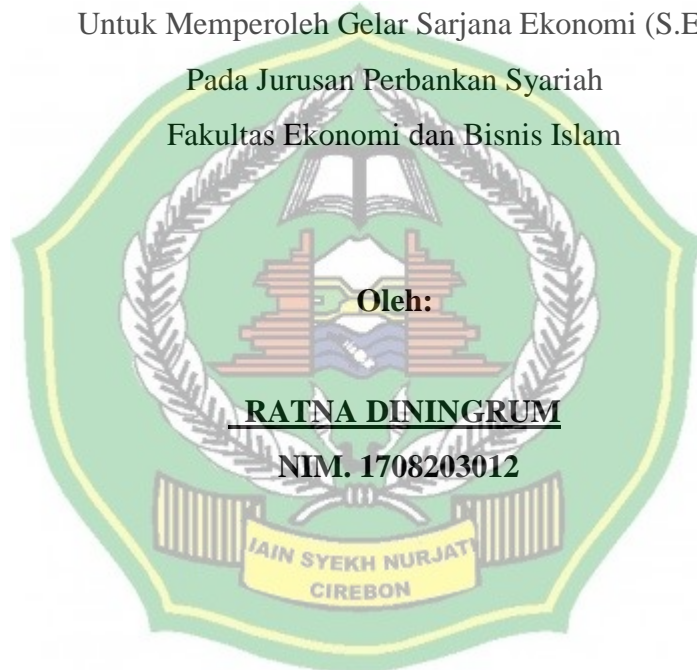 Untuk Memperoleh Gelar Sarjana Ekonomi (S.E
Pada Jurusan Perbankan Syariah
Fakultas Ekonomi dan Bisnis Islam
Oleh:
RATNA DININGRUM
NIM. 1708203012
IAIN SYEKH NURJATI
CIREBON